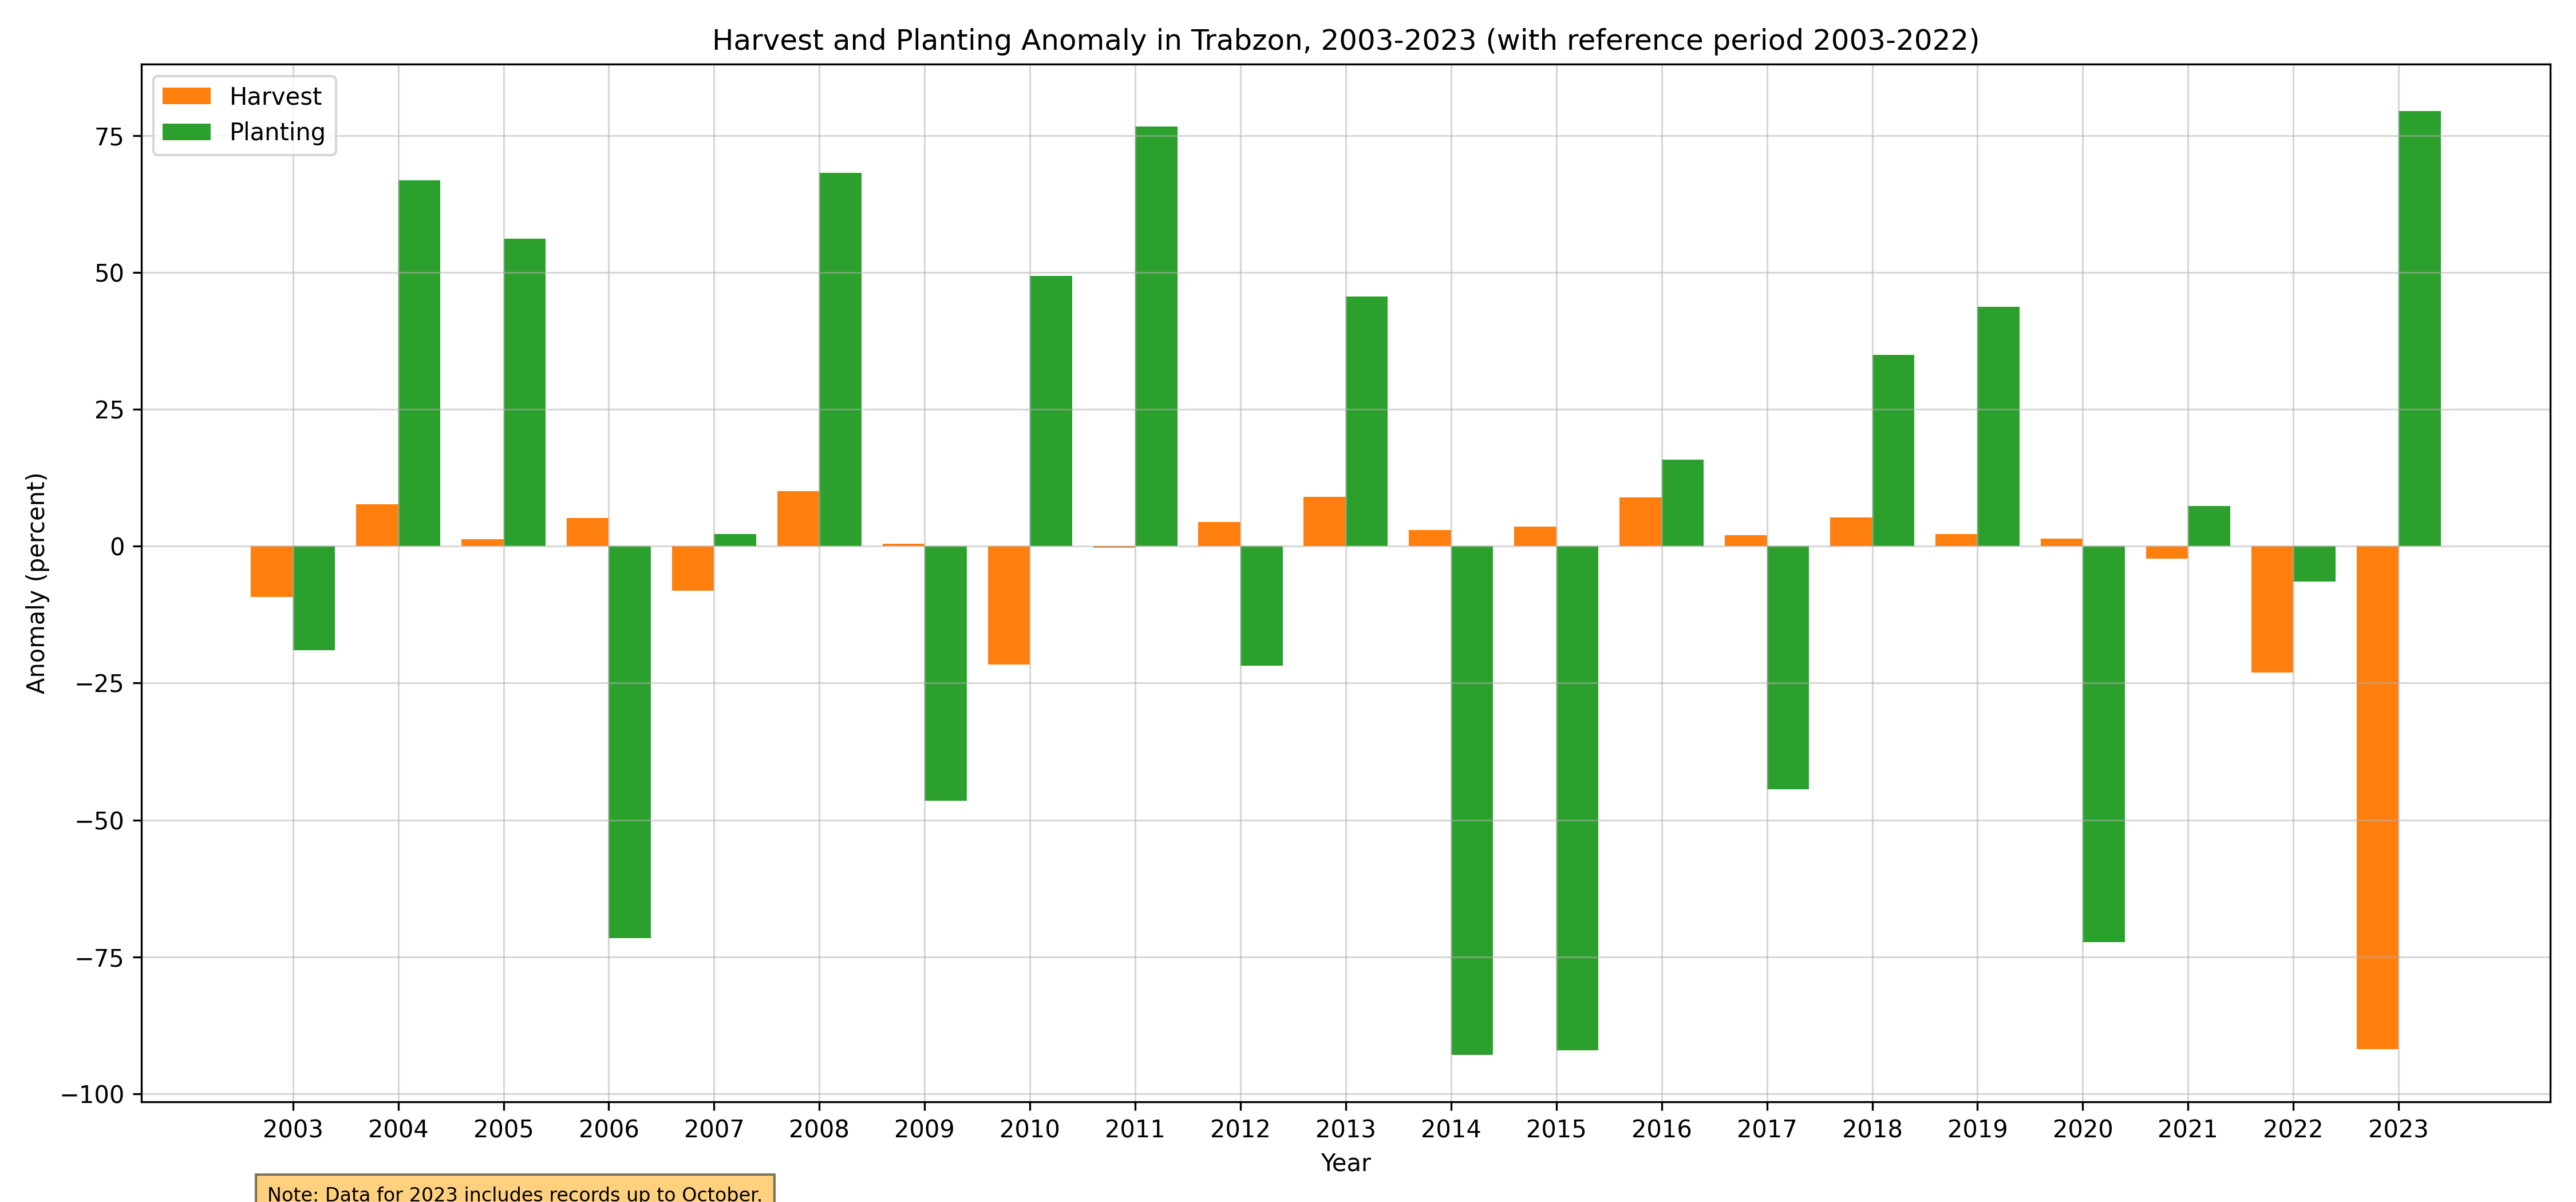 Harvest and Planting Anomaly in Trabzon, 2003-2023 (with reference period 2003-2022)
Harvest
Planting
Anomaly (percent)
75
50
25
0
−25
−50
−75
−100
2003 2004 2005 2006 2007 2008 2009 2010 2011 2012 2013 2014 2015 2016 2017 2018 2019 2020 2021 2022 2023
Year
Note: Data for 2023 includes records up to October.